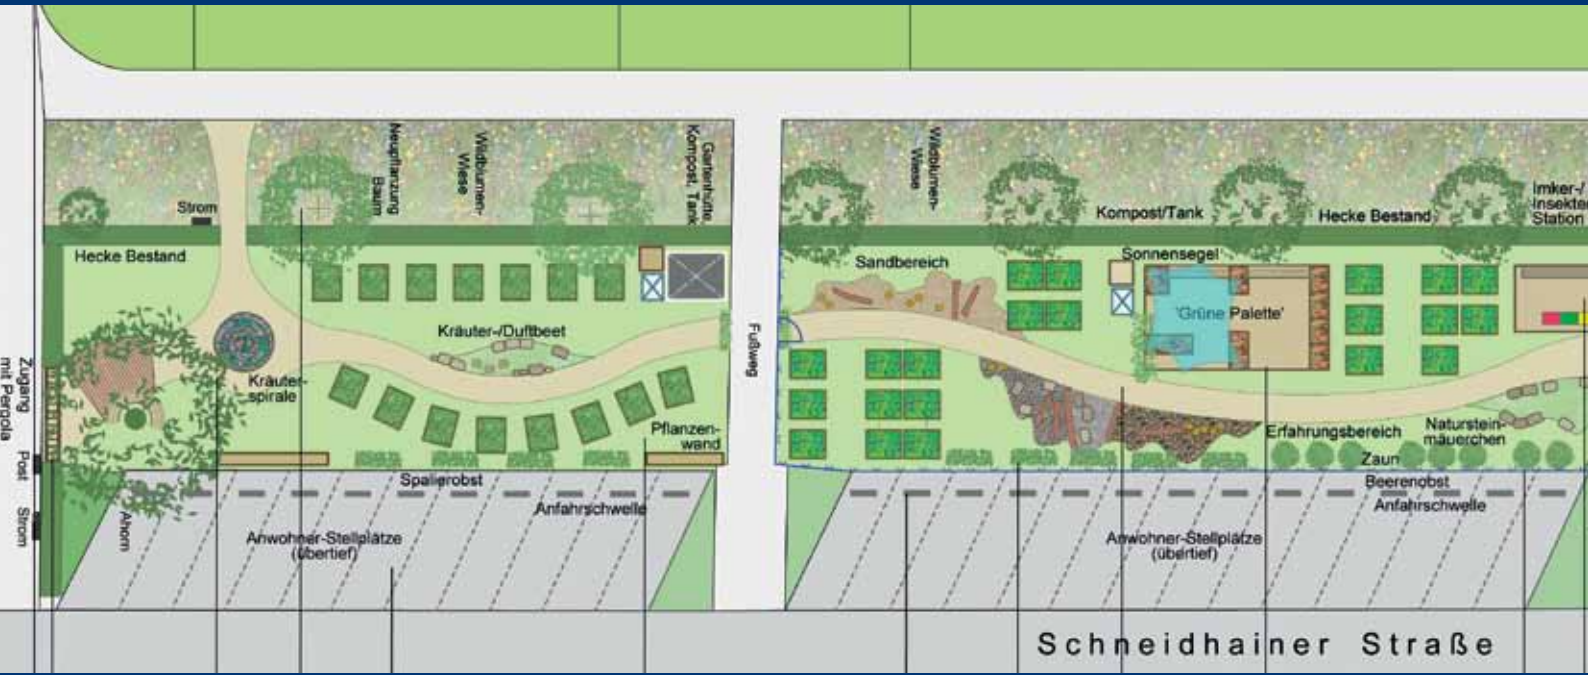 Neupflanzung
Baum
Wildblumen-
Wiese
Gartenhütte,
Kompost, Tank
Strom
Hecke Bestand
Kräuter-/Duftbeet
Kräuter-
spirale
Zugang
mit Pergola
Post
Strom
Ahorn
Pflanzen-
wand
Spalierobst
Anfahrschwelle
Anwohner-Stellplätze
(übertief)
Fußweg
Wildblumen-
Wiese
Kompost/Tank
Hecke Bestand
Imker-/
Insekten
Station
Sandbereich
Sonnensegel
'Grüne Palette'
Erfahrungsbereich
Naturstein-
mäuerchen
Zaun
Beerenobst
Anfahrschwelle
Anwohner-Stellplätze
(übertief)
Schneidhainer Straße